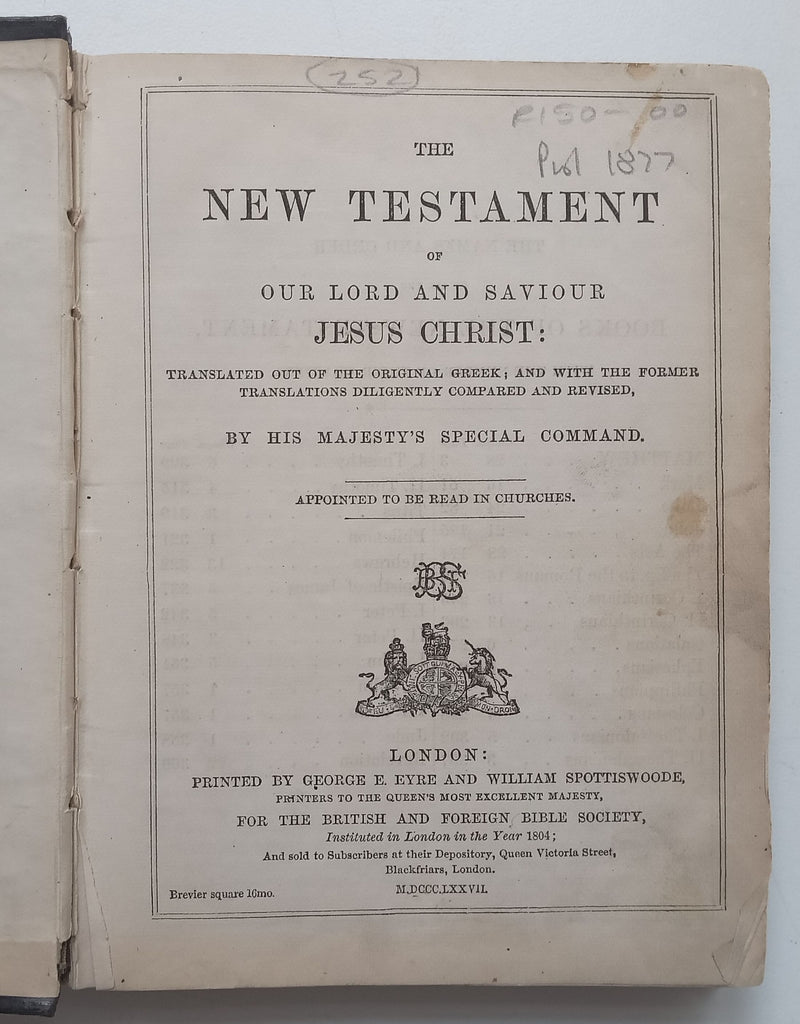 252
R150-00
Pub 1877
THE
NEW TESTAMENT
OF
OUR LORD AND SAVIOUR
JESUS CHRIST:
TRANSLATED OUT OF THE ORIGINAL GREEK; AND WITH THE FORMER
TRANSLATIONS DILIGENTLY COMPARED AND REVISED,
BY HIS MAJESTY'S SPECIAL COMMAND.
APPOINTED TO BE READ IN CHURCHES.
LONDON:
PRINTED BY GEORGE E. EYRE AND WILLIAM SPOTTISWOODE,
PRINTERS TO THE QUEEN'S MOST EXCELLENT MAJESTY,
FOR THE BRITISH AND FOREIGN BIBLE SOCIETY,
Instituted in London in the Year 1804;
And sold to Subscribers at their Depository, Queen Victoria Street,
Blackfriars, London.
Brevier square 16mo.
M.DCCC.LXXVII.